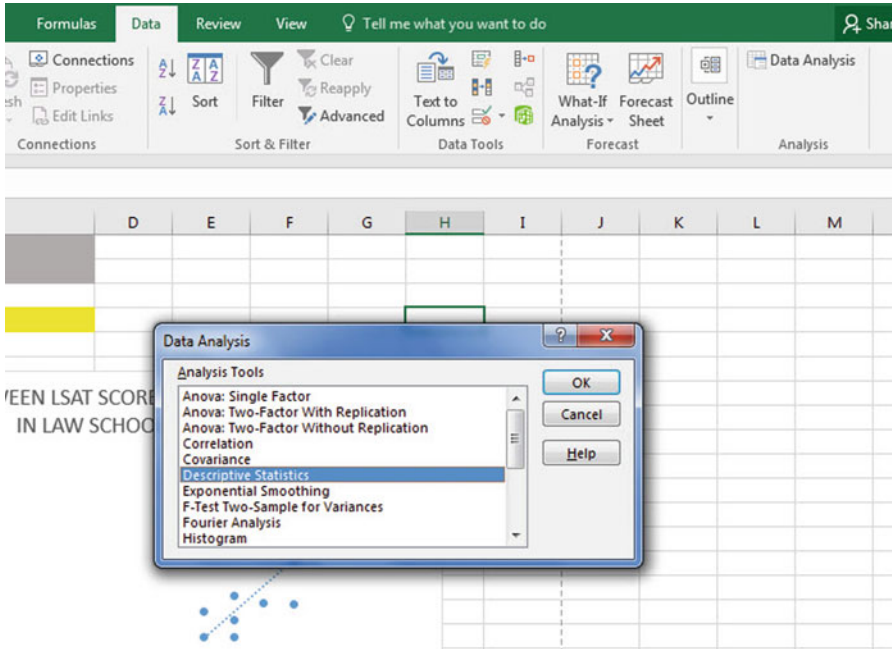 Formulas Data Review View Tell me what you want to do Shar
Connections
Properties
esh
Edit Links
Connections
A Z
Z A
Z A A Z
Sort
Filter
Clear
Reapply
Advanced
Sort & Filter
Text to
Columns
Data Tools
What-If
Analysis
Forecast
Sheet
Forecast
Outline
Data Analysis
Analysis
D E F G H I J K L M
VEEN LSAT SCORE
IN LAW SCHOO
Data Analysis
Analysis Tools
Anova: Single Factor
Anova: Two-Factor With Replication
Anova: Two-Factor Without Replication
Correlation
Covariance
Descriptive Statistics
Exponential Smoothing
F-Test Two-Sample for Variances
Fourier Analysis
Histogram
OK
Cancel
Help